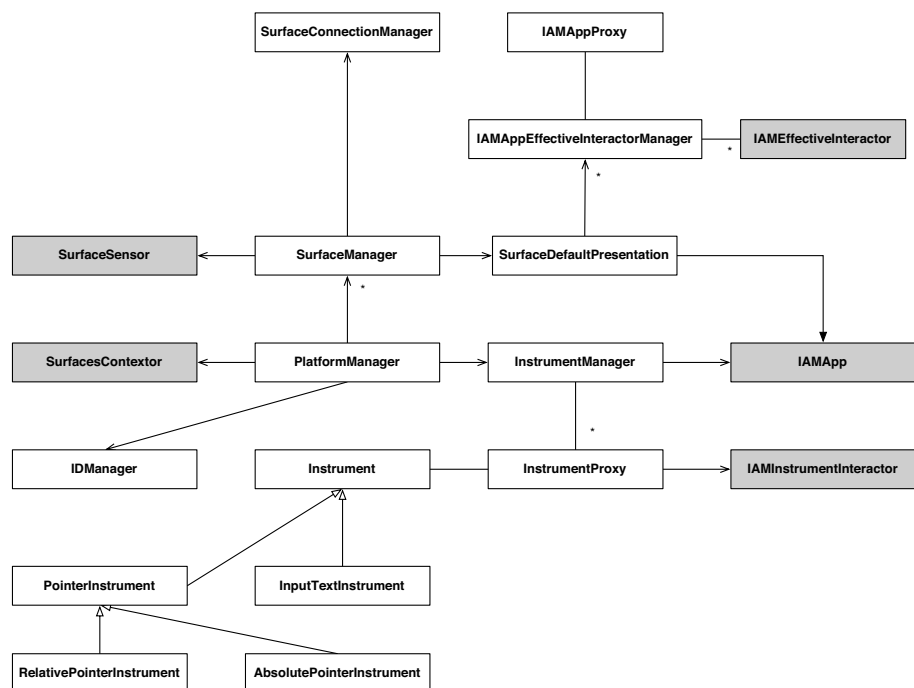 SurfaceConnectionManager
IAMAppProxy
IAMAppEffectiveInteractorManager
IAMEffectiveInteractor
*
*
SurfaceSensor
SurfaceManager
SurfaceDefaultPresentation
*
SurfacesContextor
PlatformManager
InstrumentManager
IAMApp
*
IDManager
Instrument
InstrumentProxy
IAMInstrumentInteractor
PointerInstrument
InputTextInstrument
RelativePointerInstrument
AbsolutePointerInstrument